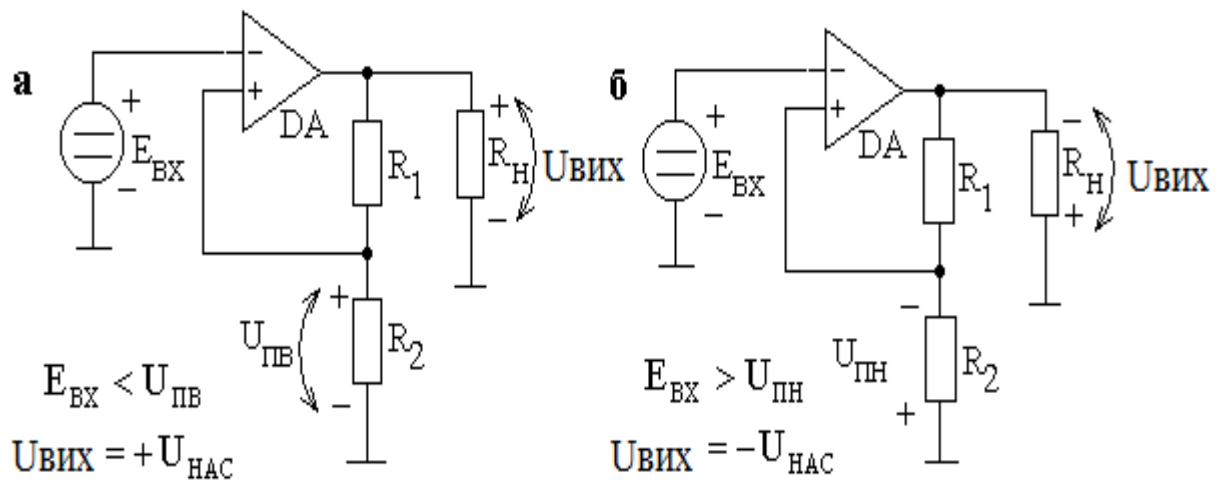 а
−
+
DA
+
E_ВХ
−
R_1
+
R_Н
−
Uвих
+
U_ПВ
R_2
−
E_ВХ < U_ПВ
Uвих = +U_НАС
б
−
+
DA
+
E_ВХ
−
R_1
−
R_Н
+
Uвих
−
U_ПН
R_2
+
E_ВХ > U_ПН
Uвих = −U_НАС